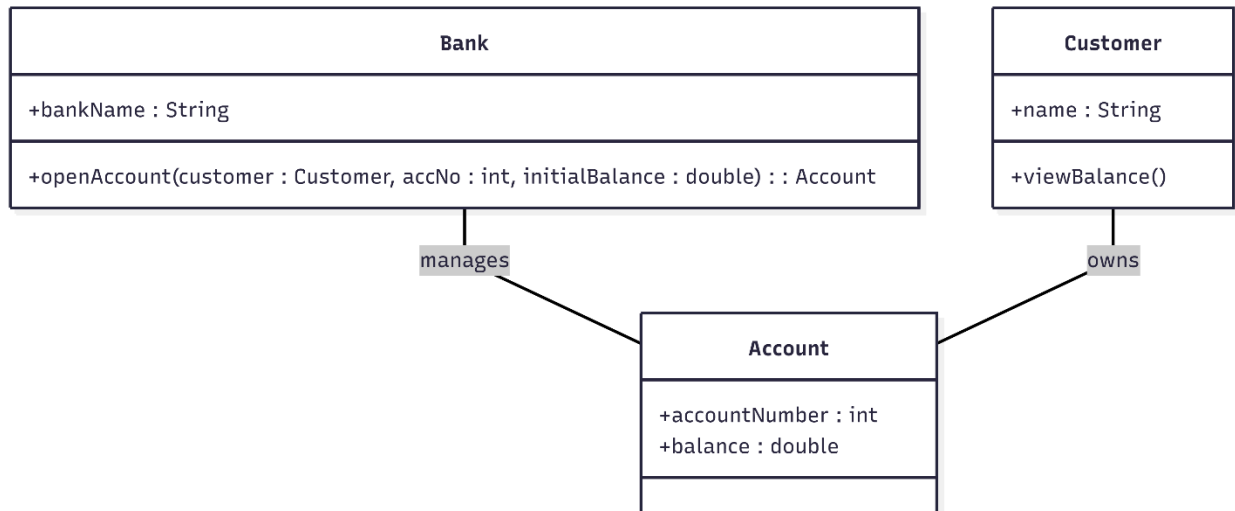 Bank
+bankName : String
+openAccount(customer : Customer, accNo : int, initialBalance : double) : : Account
Customer
+name : String
+viewBalance()
manages
owns
Account
+accountNumber : int
+balance : double